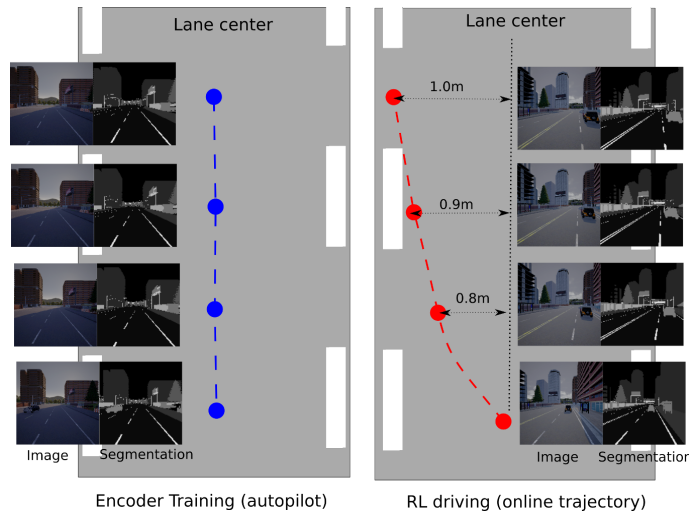 Lane center
Lane center
1.0m
0.9m
0.8m
Image
Segmentation
Image
Segmentation
Encoder Training (autopilot)
RL driving (online trajectory)